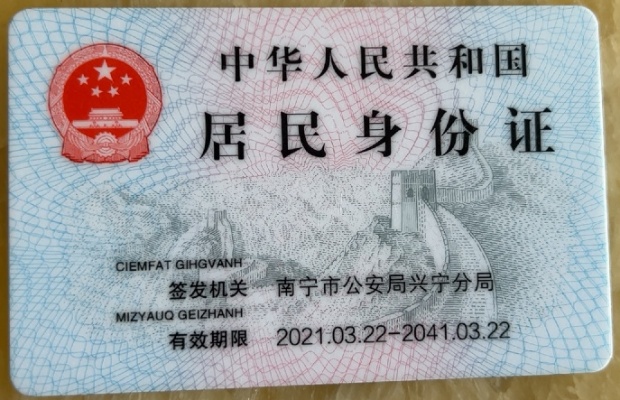 中华人民共和国
居民身份证
CIEMFAT GIHGVANH
签发机关 南宁市公安局兴宁分局
MIZYAUQ GEIZHANH
有效期限 2021.03.22-2041.03.22